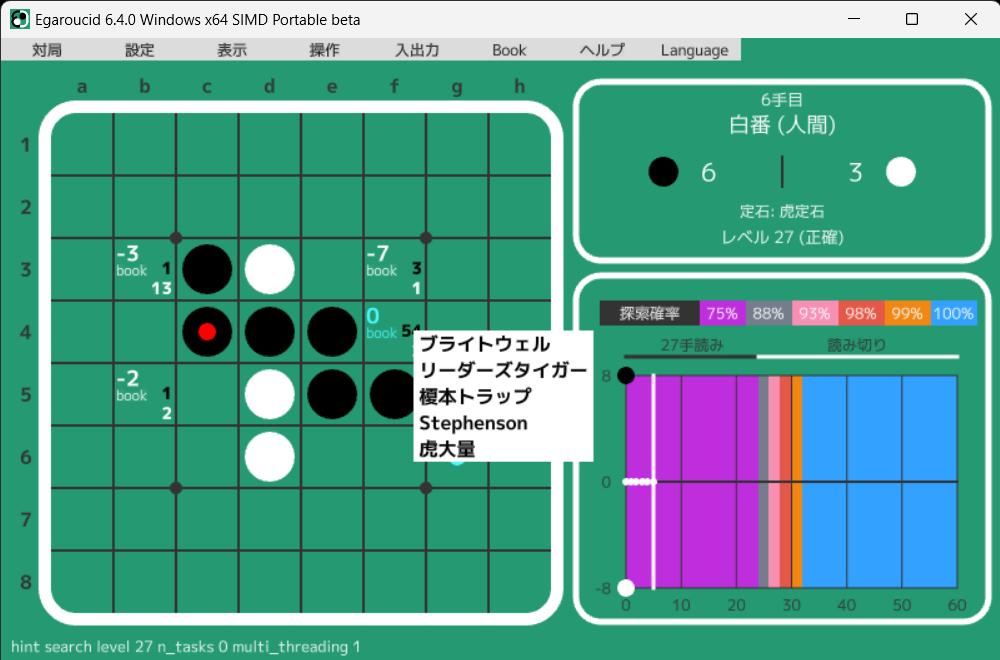 Egaroucid 6.4.0 Windows x64 SIMD Portable beta
対局 設定 表示 操作 入出力 Book ヘルプ Language
a b c d e f g h
1
2
3
4
5
6
7
8
-3
book 1
13
-7
book 3
1
0
book 51
-2
book 1
2
ブライトウェル
リーダーズタイガー
榎本トラップ
Stephenson
虎大量
6手目
白番 (人間)
6 3
定石: 虎定石
レベル 27 (正確)
探索確率 75% 88% 93% 98% 99% 100%
27手読み 読み切り
8
0
-8
0 10 20 30 40 50 60
hint search level 27 n_tasks 0 multi_threading 1